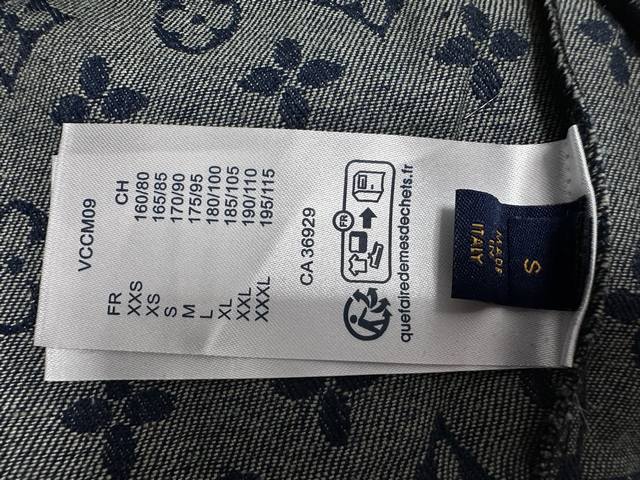 VCCM09
FR CH
XXS 160/80
XS 165/85
S 170/90
M 175/95
L 180/100
XL 185/105
XXL 190/110
XXXL 195/115
CA 36929
FR
quefairedemesdechets.fr
S
MADE
IN
ITALY